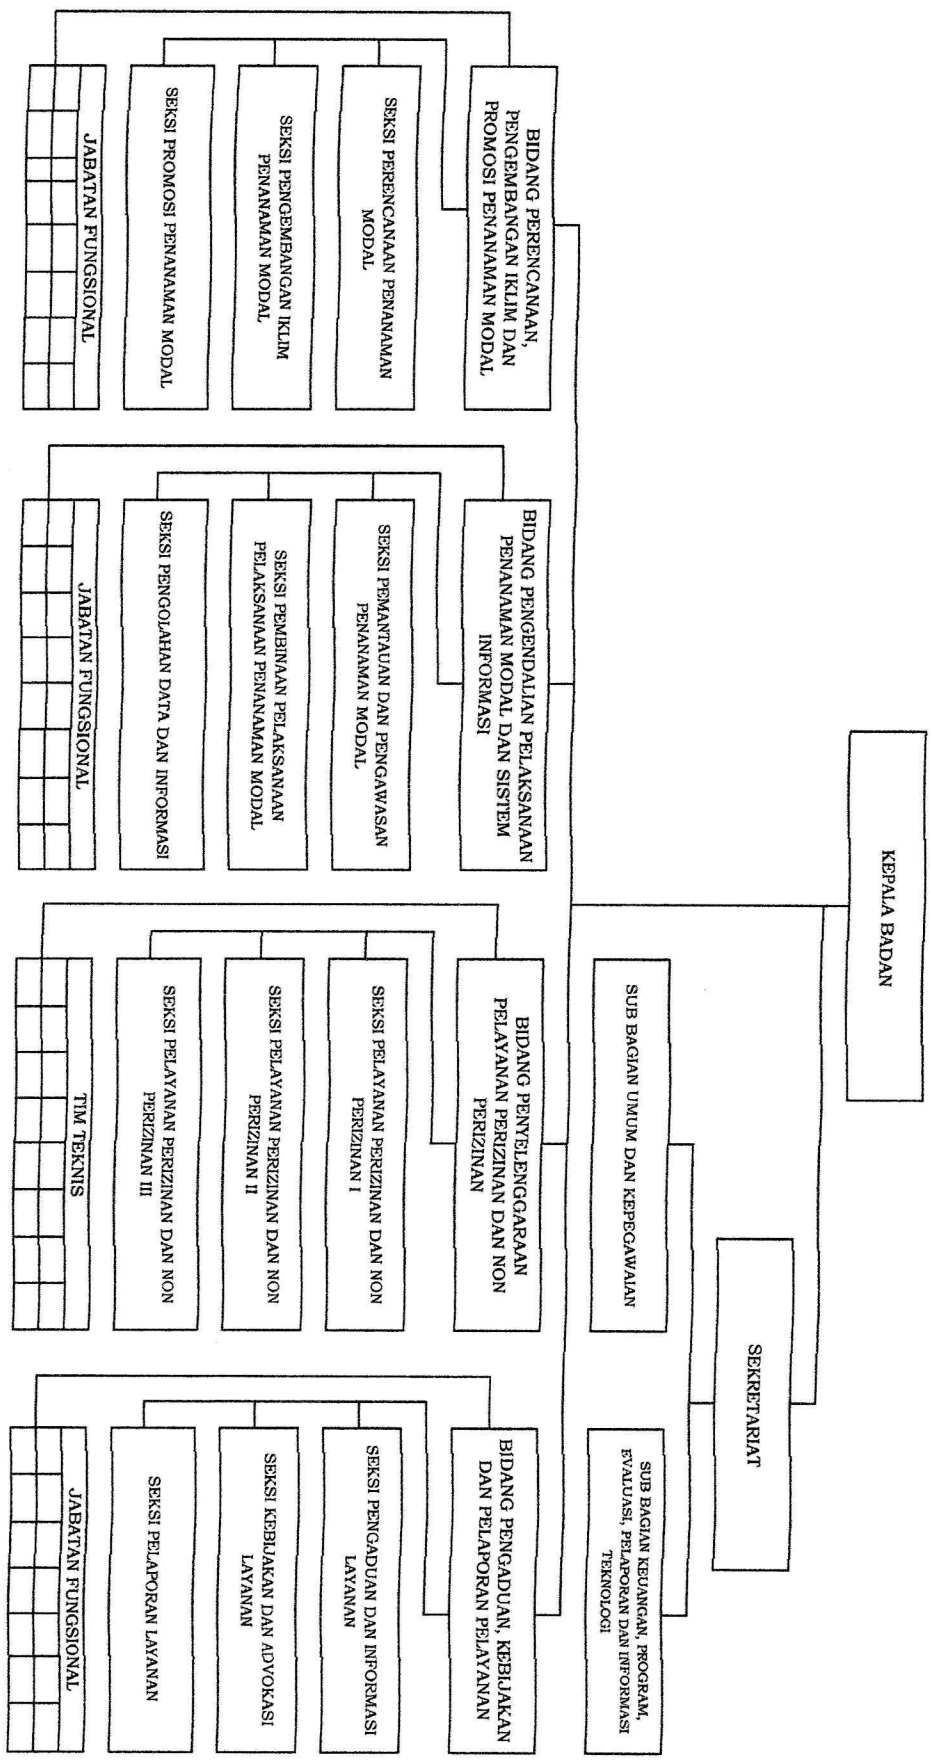 KEPALA BADAN
SEKRETARIAT
SUB BAGIAN UMUM DAN KEPEGAWAIAN
SUB BAGIAN KEUANGAN, PROGRAM,
EVALUASI, PELAPORAN DAN INFORMASI
TEKNOLOGI
BIDANG PERENCANAAN,
PENGEMBANGAN IKLIM DAN
PROMOSI PENANAMAN MODAL
SEKSI PERENCANAAN PENANAMAN
MODAL
SEKSI PENGEMBANGAN IKLIM
PENANAMAN MODAL
SEKSI PROMOSI PENANAMAN MODAL
JABATAN FUNGSIONAL
BIDANG PENGENDALIAN PELAKSANAAN
PENANAMAN MODAL DAN SISTEM
INFORMASI
SEKSI PEMANTAUAN DAN PENGAWASAN
PENANAMAN MODAL
SEKSI PEMBINAAN PELAKSANAAN
PELAKSANAAN PENANAMAN MODAL
SEKSI PENGOLAHAN DATA DAN INFORMASI
JABATAN FUNGSIONAL
BIDANG PENYELENGGARAAN
PELAYANAN PERIZINAN DAN NON
PERIZINAN
SEKSI PELAYANAN PERIZINAN DAN NON
PERIZINAN I
SEKSI PELAYANAN PERIZINAN DAN NON
PERIZINAN II
SEKSI PELAYANAN PERIZINAN DAN NON
PERIZINAN III
TIM TEKNIS
BIDANG PENGADUAN, KEBIJAKAN
DAN PELAPORAN PELAYANAN
SEKSI PENGADUAN DAN INFORMASI
LAYANAN
SEKSI KEBIJAKAN DAN ADVOKASI
LAYANAN
SEKSI PELAPORAN LAYANAN
JABATAN FUNGSIONAL